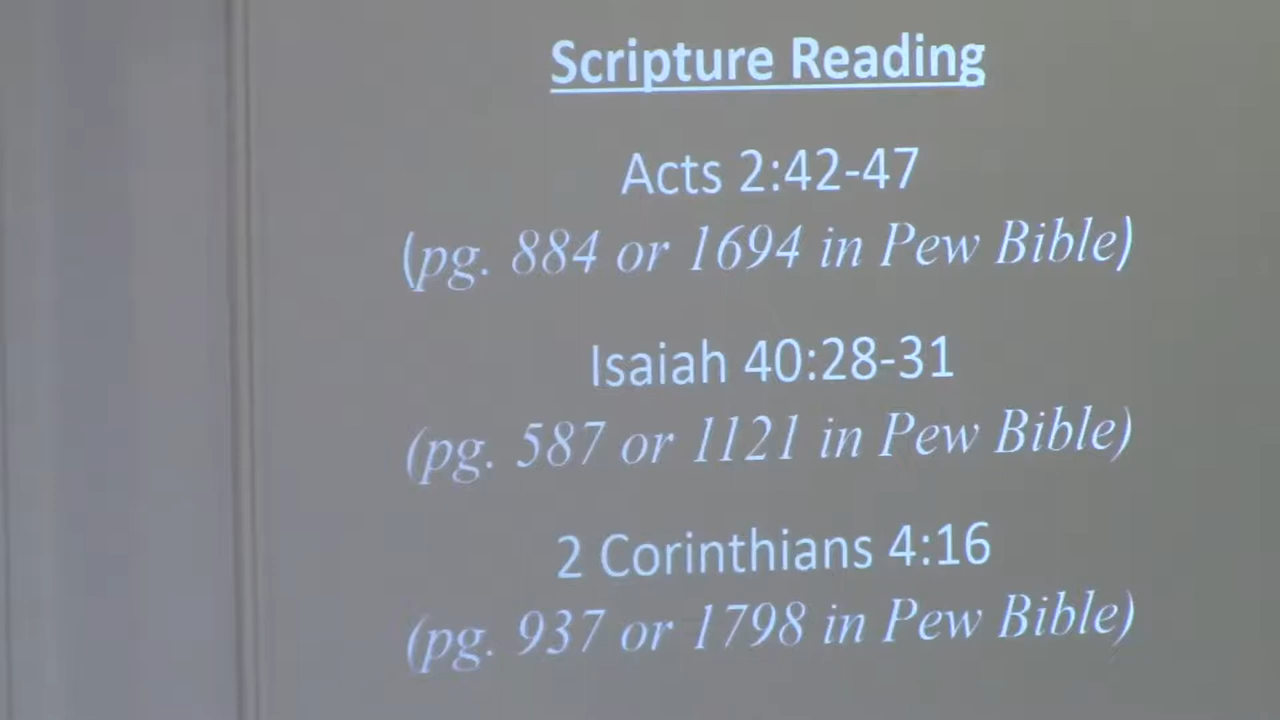 Scripture Reading
Acts 2:42-47
(pg. 884 or 1694 in Pew Bible)
Isaiah 40:28-31
(pg. 587 or 1121 in Pew Bible)
2 Corinthians 4:16
(pg. 937 or 1798 in Pew Bible)